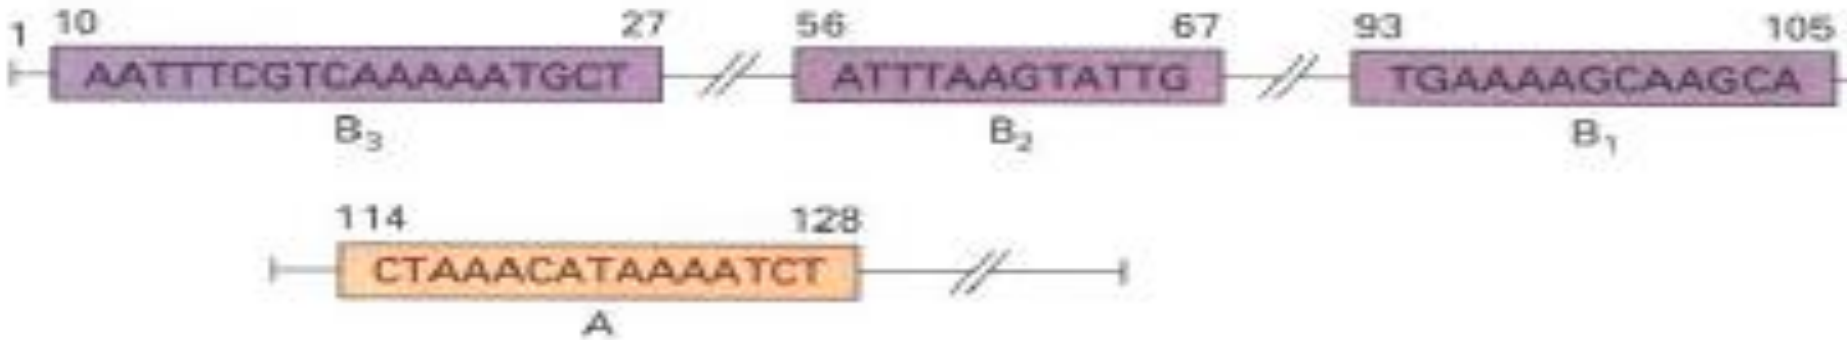 1 10 27 56 67 93 105
AATTTCGTCAAAAATGCT ATTTAAGTATTG TGAAAAGCAAGCA
B₃ B₂ B₁
114 128
CTAAACATAAAATCT
A